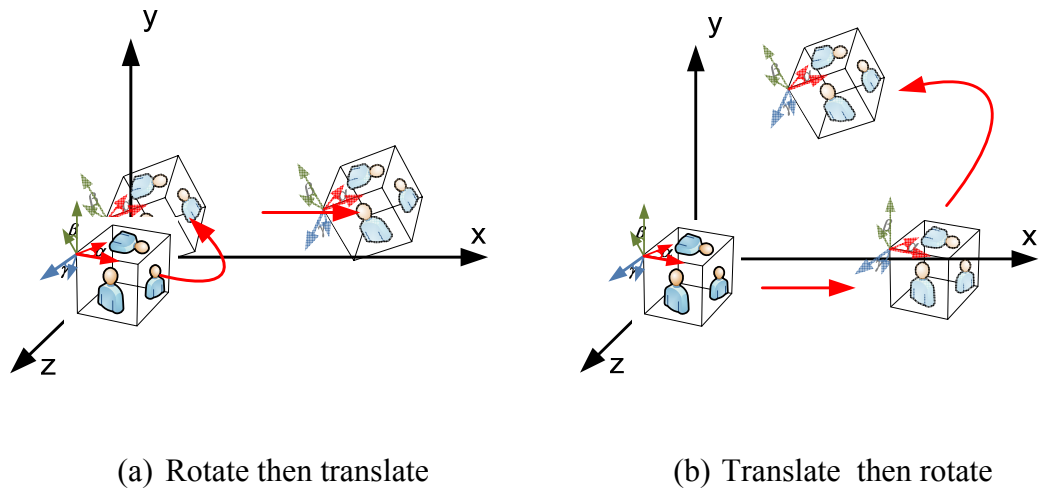 y
β
β
α
γ
x
z
(a) Rotate then translate
y
β
β
α
γ
x
z
(b) Translate then rotate